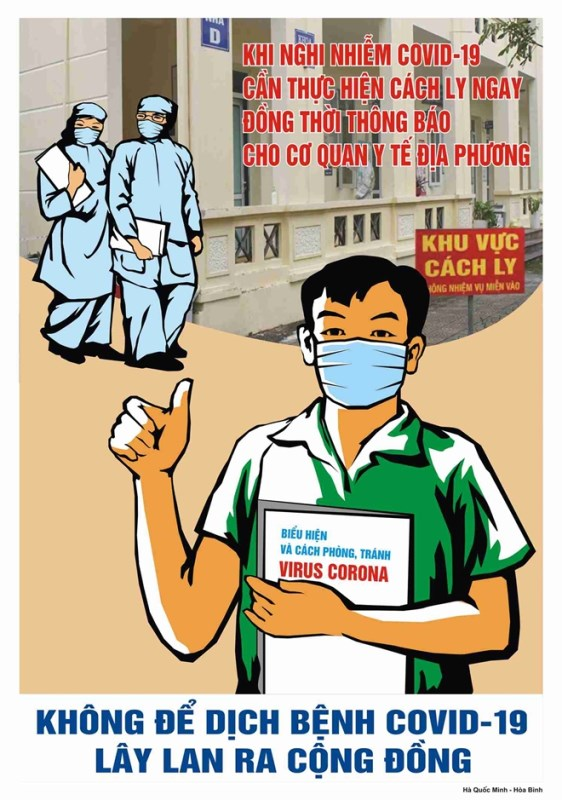 NHÀ
D
KHI NGHI NHIỄM COVID-19
CẦN THỰC HIỆN CÁCH LY NGAY
ĐỒNG THỜI THÔNG BÁO
CHO CƠ QUAN Y TẾ ĐỊA PHƯƠNG
KHU VỰC
CÁCH LY
NHIỆM VỤ MIỄN VÀO
BIỂU HIỆN
VÀ CÁCH PHÒNG, TRÁNH
VIRUS CORONA
KHÔNG ĐỂ DỊCH BỆNH COVID-19
LÂY LAN RA CỘNG ĐỒNG
Hà Quốc Minh - Hòa Bình